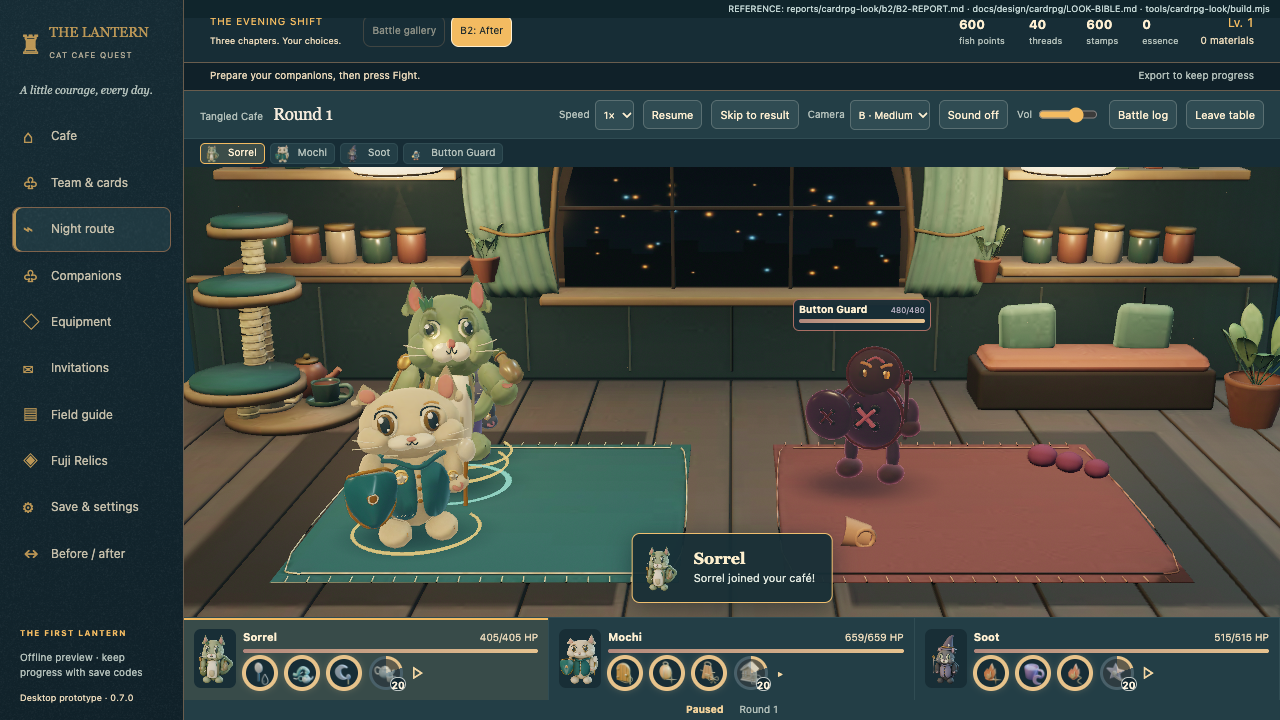 REFERENCE: reports/cardrpg-look/b2/B2-REPORT.md · docs/design/cardrpg/LOOK-BIBLE.md · tools/cardrpg-look/build.mjs
THE LANTERN
CAT CAFE QUEST
A little courage, every day.
Cafe
Team & cards
Night route
Companions
Equipment
Invitations
Field guide
Fuji Relics
Save & settings
Before / after
THE FIRST LANTERN
Offline preview · keep
progress with save codes
Desktop prototype · 0.7.0
THE EVENING SHIFT
Three chapters. Your choices.
Battle gallery
B2: After
600
fish points
40
threads
600
stamps
0
essence
Lv. 1
0 materials
Prepare your companions, then press Fight.
Export to keep progress
Tangled Cafe
Round 1
Speed
1x
Resume
Skip to result
Camera
B · Medium
Sound off
Vol
Battle log
Leave table
Sorrel
Mochi
Soot
Button Guard
Button Guard
480/480
Sorrel
Sorrel joined your café!
Sorrel
405/405 HP
20
Mochi
659/659 HP
20
Soot
515/515 HP
20
Paused
Round 1